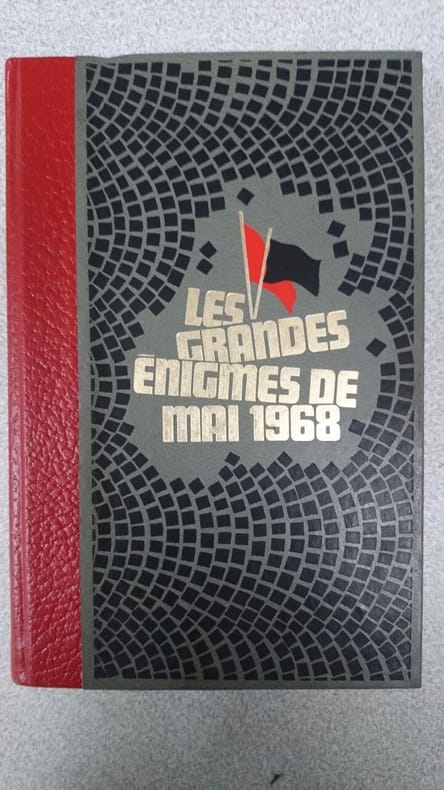 LES
GRANDES
ÉNIGMES DE
MAI 1968